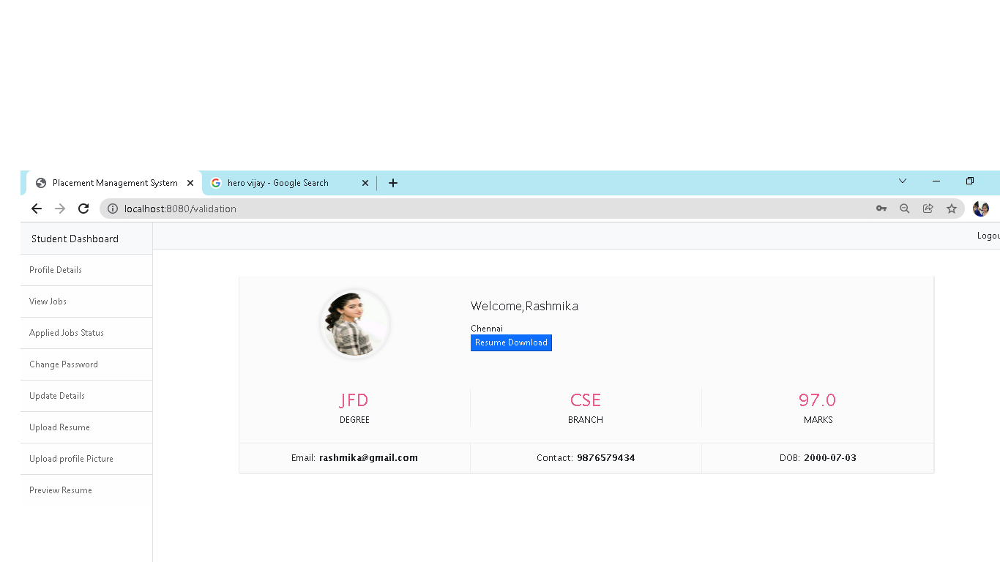 Placement Management System
hero vijay - Google Search
localhost:8080/validation
Student Dashboard
Logou
Profile Details
View Jobs
Applied Jobs Status
Change Password
Update Details
Upload Resume
Upload profile Picture
Preview Resume
Welcome,Rashmika
Chennai
Resume Download
JFD CSE 97.0
DEGREE BRANCH MARKS
Email: rashmika@gmail.com Contact: 9876579434 DOB: 2000-07-03